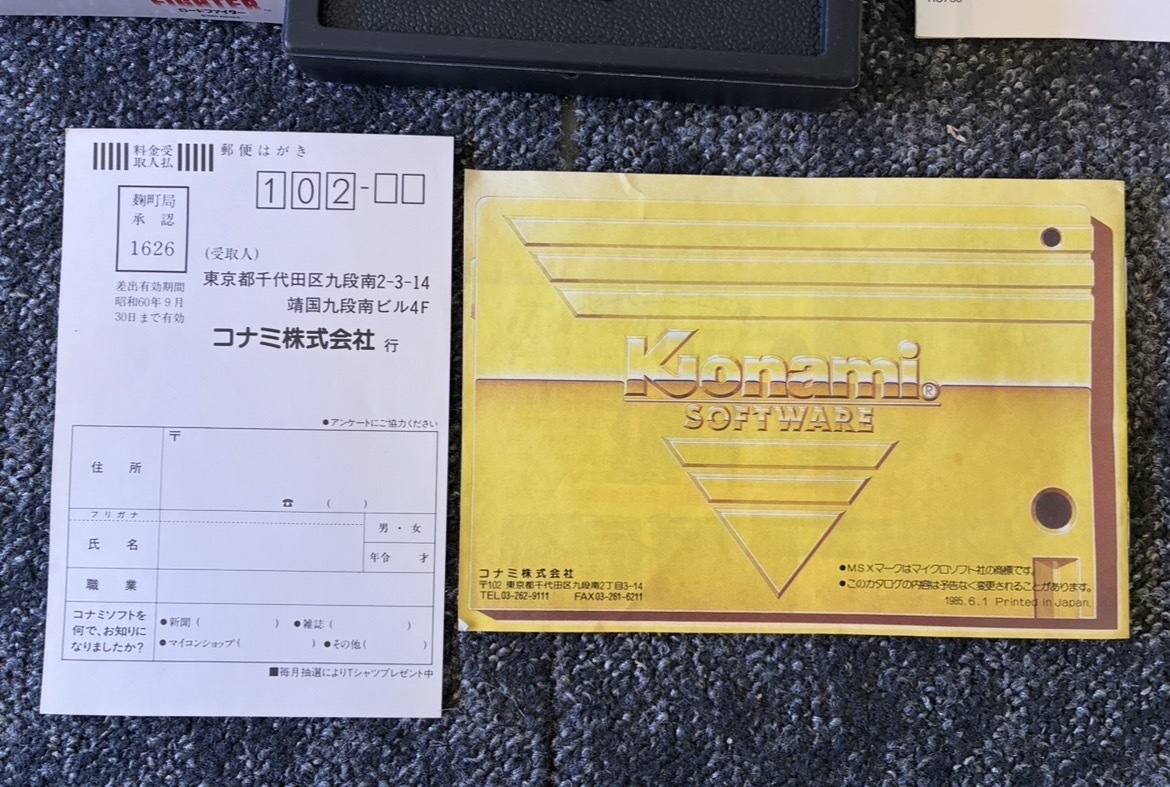 FIGHTER
ロードファイター
料金受
取人払
郵便はがき
102-□□
麹町局
承認
1626
差出有効期間
昭和60年9月
30日まで有効
(受取人)
東京都千代田区九段南2-3-14
靖国九段南ビル4F
コナミ株式会社 行
●アンケートにご協力ください
住所
〒
☎ ( )
フリガナ
氏名
男・女
年令 才
職業
コナミソフトを
何で、お知りに
なりましたか?
●新聞( ) ●雑誌( )
●マイコンショップ( ) ●その他( )
■毎月抽選によりTシャツプレゼント中
Konami®
SOFTWARE
コナミ株式会社
〒102 東京都千代田区九段南2丁目3-14
TEL03-262-9111 FAX03-261-6211
●MSXマークはマイクロソフト社の商標です。
●このカタログの内容は予告なく変更されることがあります。
1985.6.1 Printed in Japan.